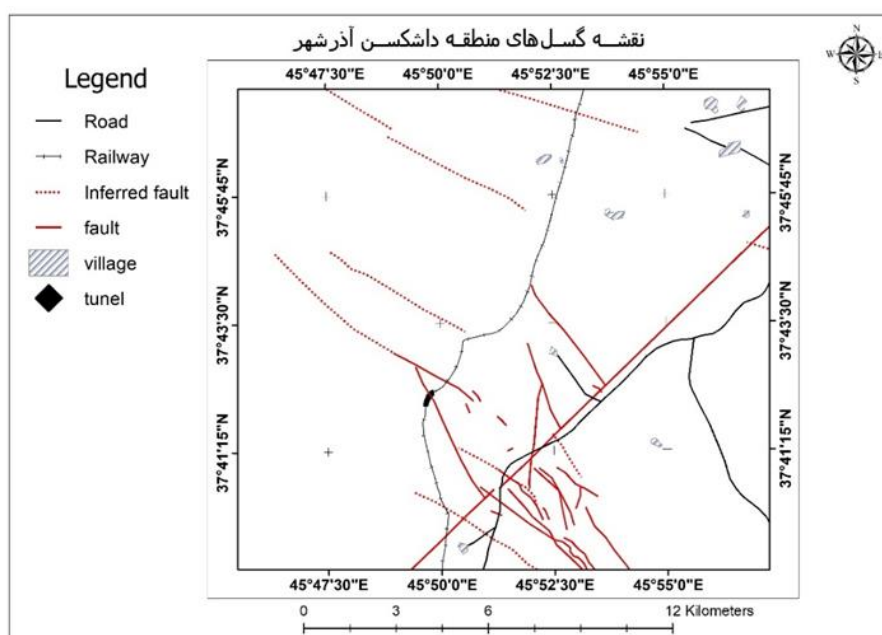 نقشه گسل‌های منطقه داشکسن آذرشهر
N
W E
S
Legend
Road
Railway
Inferred fault
fault
village
tunel
45°47'30"E 45°50'0"E 45°52'30"E 45°55'0"E
37°45'45"N 37°45'45"N
37°43'30"N 37°43'30"N
37°41'15"N 37°41'15"N
45°47'30"E 45°50'0"E 45°52'30"E 45°55'0"E
0 3 6 12 Kilometers